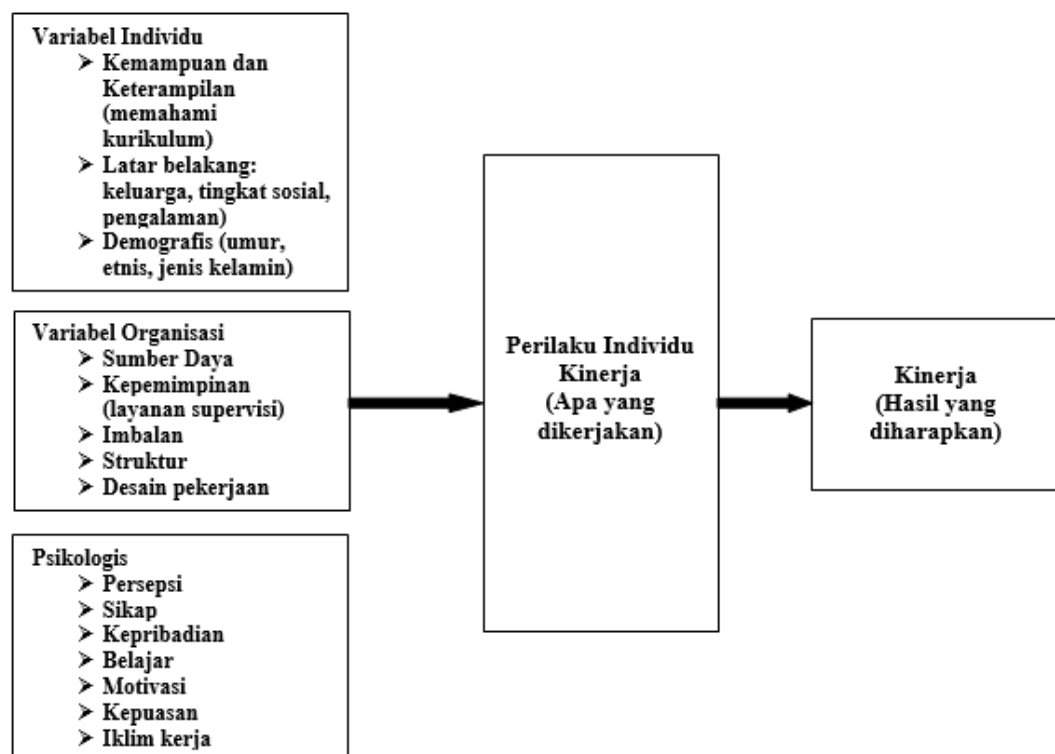 Variabel Individu
➢ Kemampuan dan
Keterampilan
(memahami
kurikulum)
➢ Latar belakang:
keluarga, tingkat sosial,
pengalaman)
➢ Demografis (umur,
etnis, jenis kelamin)
Variabel Organisasi
➢ Sumber Daya
➢ Kepemimpinan
(layanan supervisi)
➢ Imbalan
➢ Struktur
➢ Desain pekerjaan
Psikologis
➢ Persepsi
➢ Sikap
➢ Kepribadian
➢ Belajar
➢ Motivasi
➢ Kepuasan
➢ Iklim kerja
Perilaku Individu
Kinerja
(Apa yang
dikerjakan)
Kinerja
(Hasil yang
diharapkan)